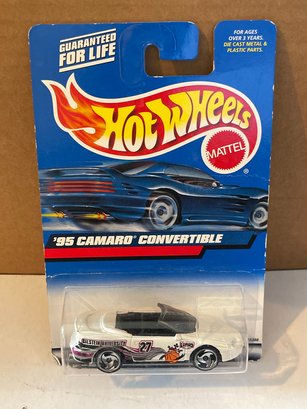 GUARANTEED
FOR LIFE
FOR AGES
OVER 3 YEARS.
DIE CAST METAL &
PLASTIC PARTS.
HOT WHEELS
MATTEL
®
'95 CAMARO® CONVERTIBLE
27